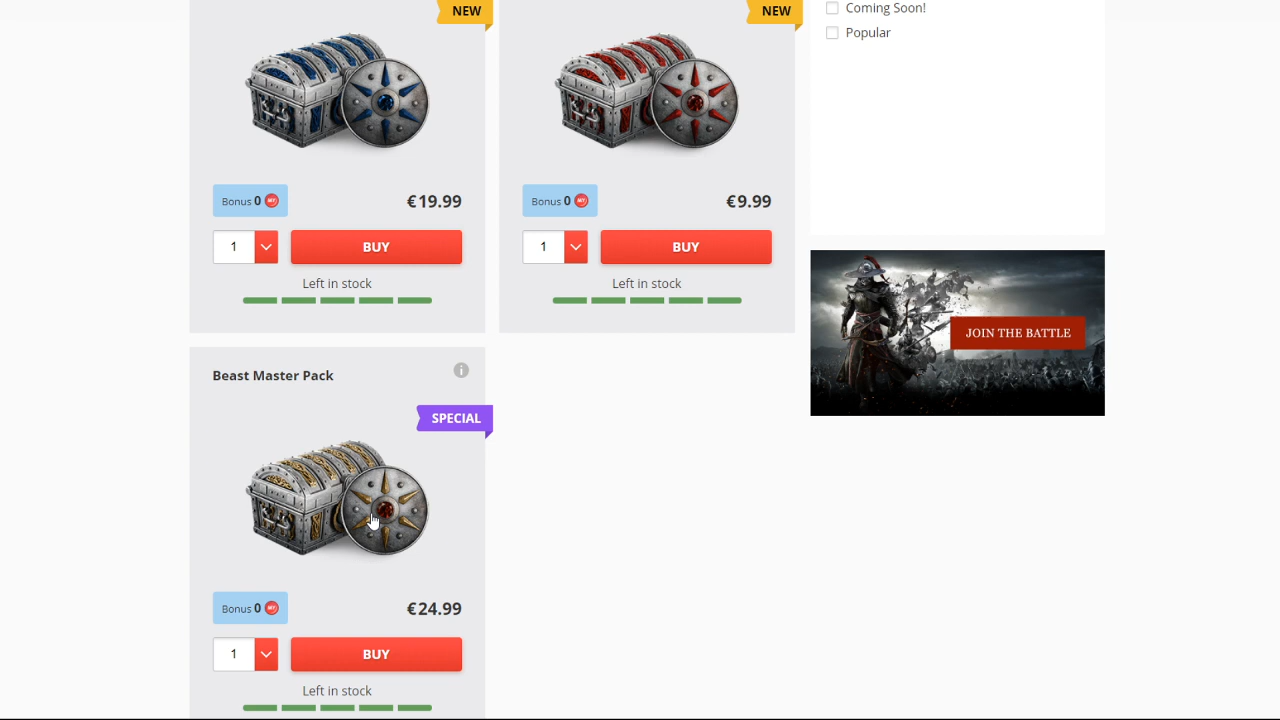 NEW
NEW
Coming Soon!
Popular
Bonus 0
€19.99
Bonus 0
€9.99
1
BUY
1
BUY
Left in stock
Left in stock
JOIN THE BATTLE
Beast Master Pack
SPECIAL
Bonus 0
€24.99
1
BUY
Left in stock